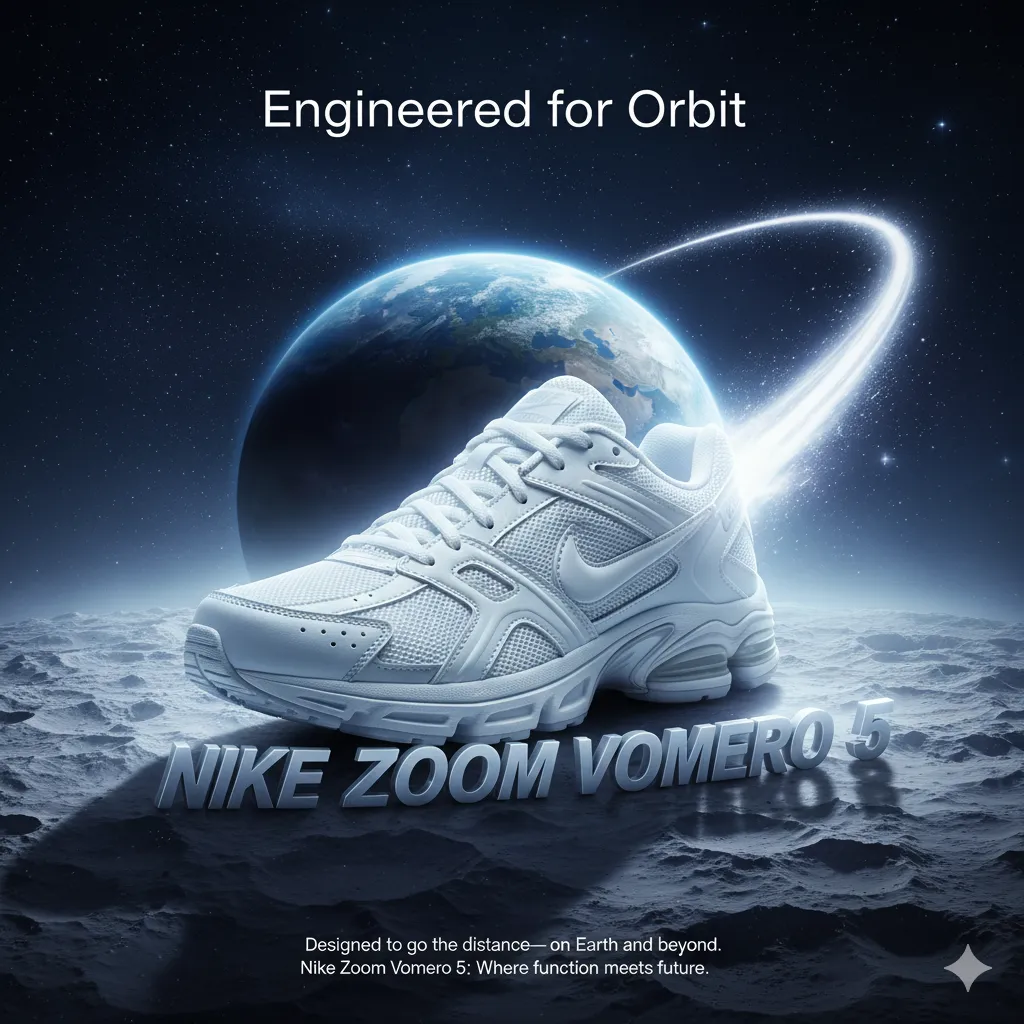 Engineered for Orbit
NIKE ZOOM VOMERO 5
Designed to go the distance— on Earth and beyond.
Nike Zoom Vomero 5: Where function meets future.